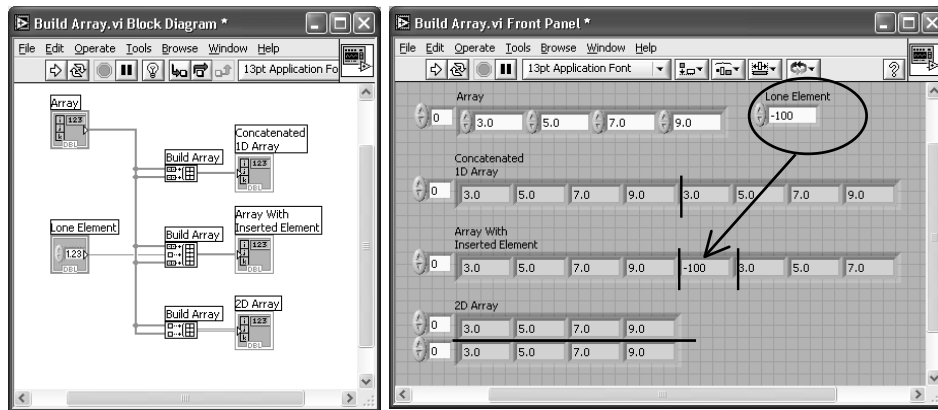 Build Array.vi Block Diagram *
File Edit Operate Tools Browse Window Help
13pt Application Fo
Array
123
DBL
Build Array
Concatenated
1D Array
123
DBL
Lone Element
1.23
DBL
Build Array
Array With
Inserted Element
123
DBL
Build Array
2D Array
123
DBL
Build Array.vi Front Panel *
File Edit Operate Tools Browse Window Help
13pt Application Font
?
Array
0 3.0 5.0 7.0 9.0
Lone Element
-100
Concatenated
1D Array
0 3.0 5.0 7.0 9.0 3.0 5.0 7.0 9.0
Array With
Inserted Element
0 3.0 5.0 7.0 9.0 -100 3.0 5.0 7.0
2D Array
0 3.0 5.0 7.0 9.0
0 3.0 5.0 7.0 9.0